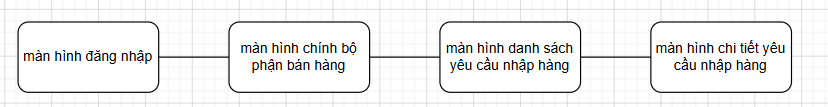 màn hình đăng nhập
màn hình chính bộ
phận bán hàng
màn hình danh sách
yêu cầu nhập hàng
màn hình chi tiết yêu
cầu nhập hàng